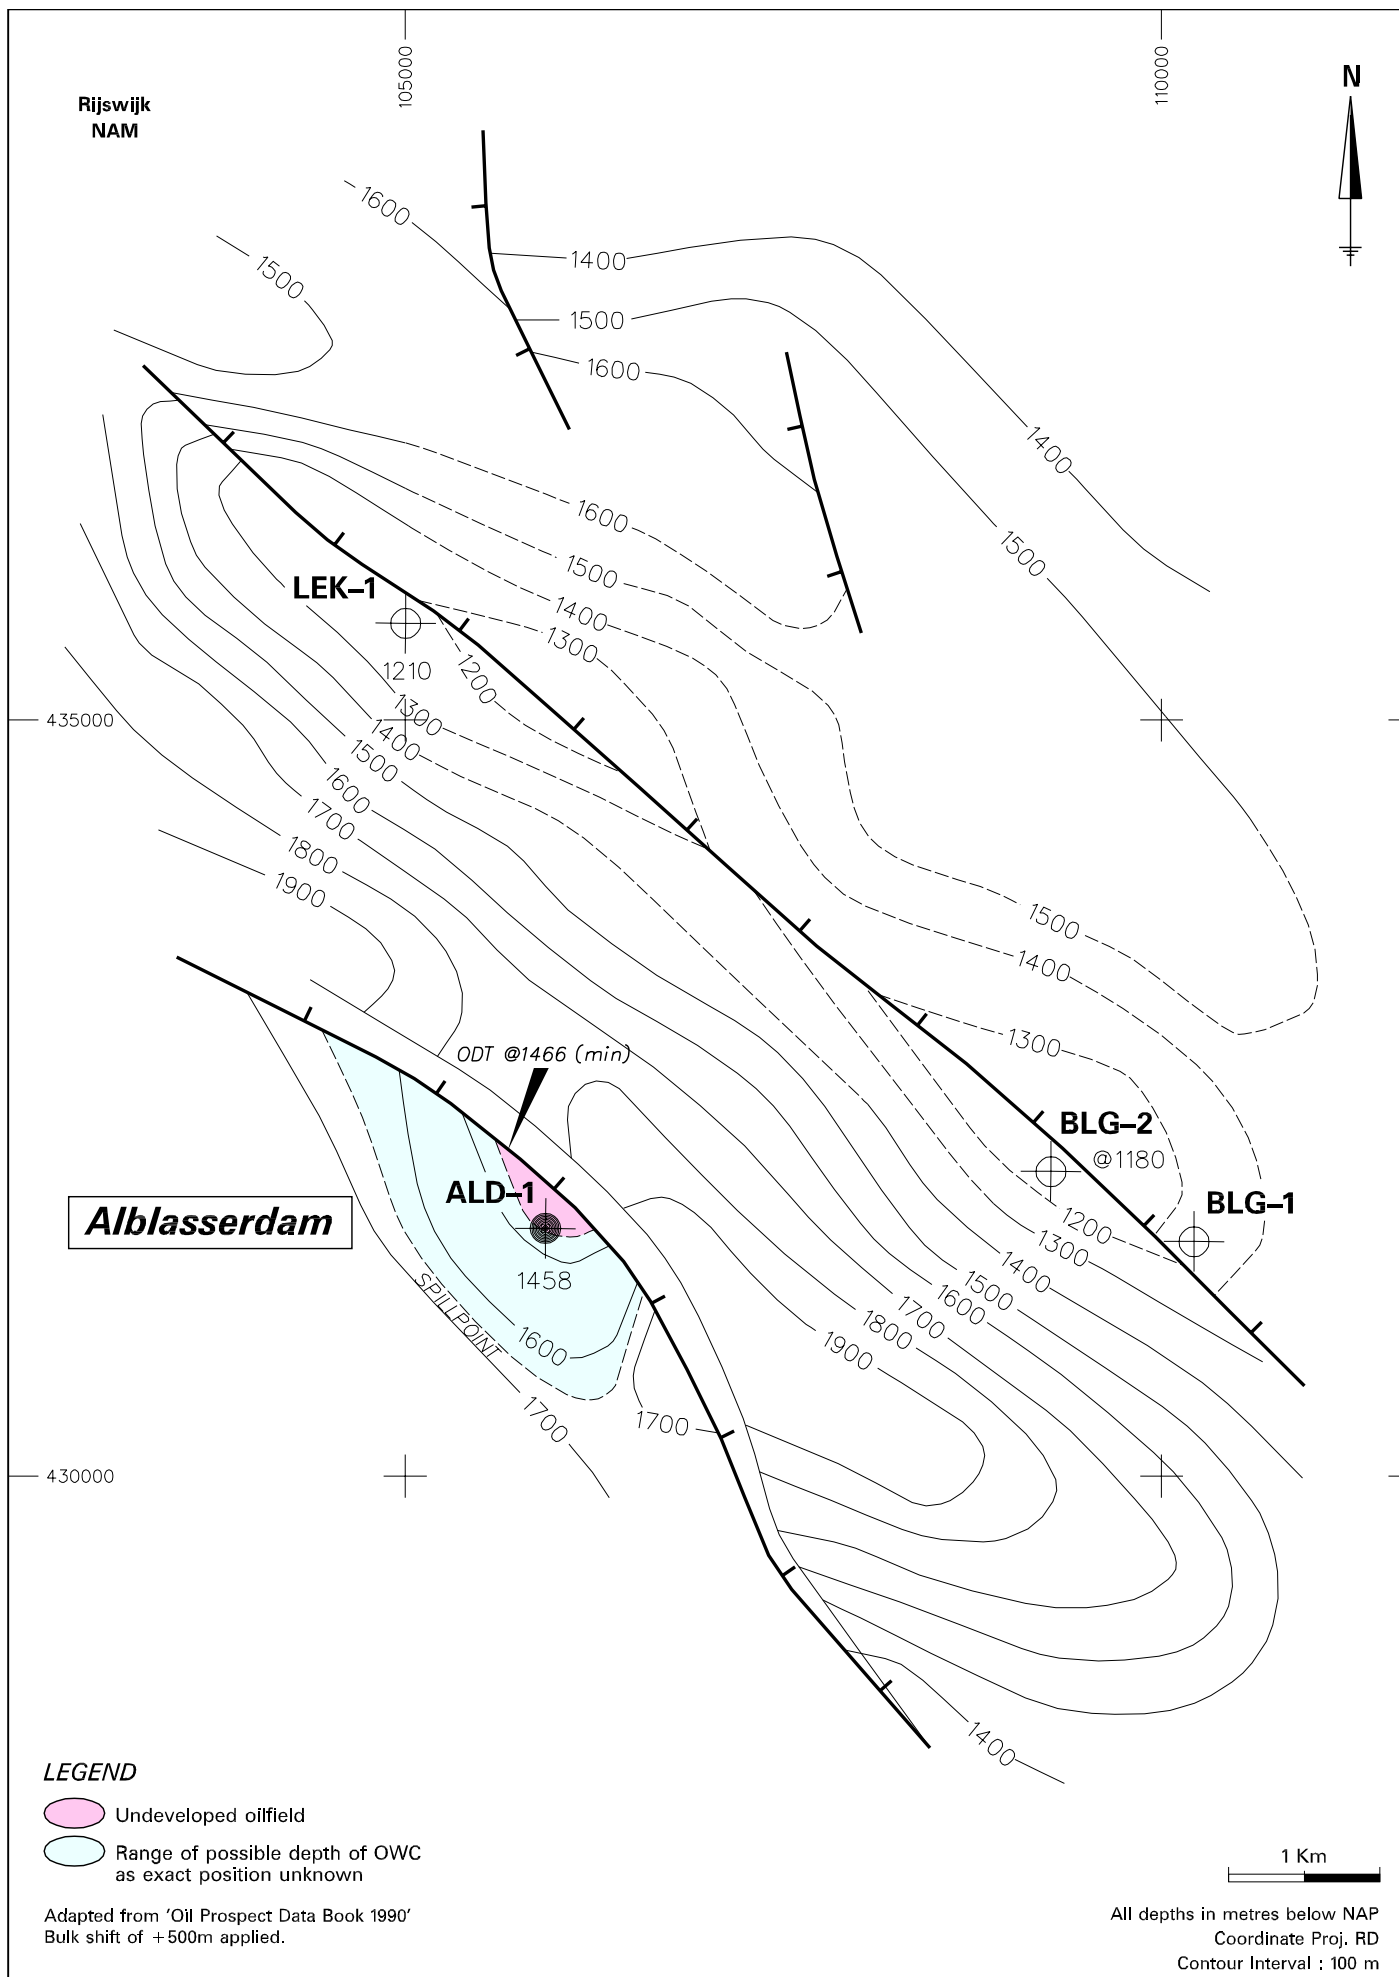 105000
110000
N
Rijswijk
NAM
1600
1500
1400
1500
1600
1400
1500
1600
1500
1400
1300
LEK-1
1210
1200
435000
1300
1400
1500
1600
1700
1800
1900
1500
1400
1300
ODT @1466 (min)
BLG-2
@1180
ALD-1
BLG-1
Alblasserdam
1458
SPILLPOINT
1200
1300
1400
1500
1600
1700
1800
1900
1600
1700
1700
430000
1400
LEGEND
Undeveloped oilfield
Range of possible depth of OWC
as exact position unknown
Adapted from 'Oil Prospect Data Book 1990'
Bulk shift of +500m applied.
1 Km
All depths in metres below NAP
Coordinate Proj. RD
Contour Interval : 100 m